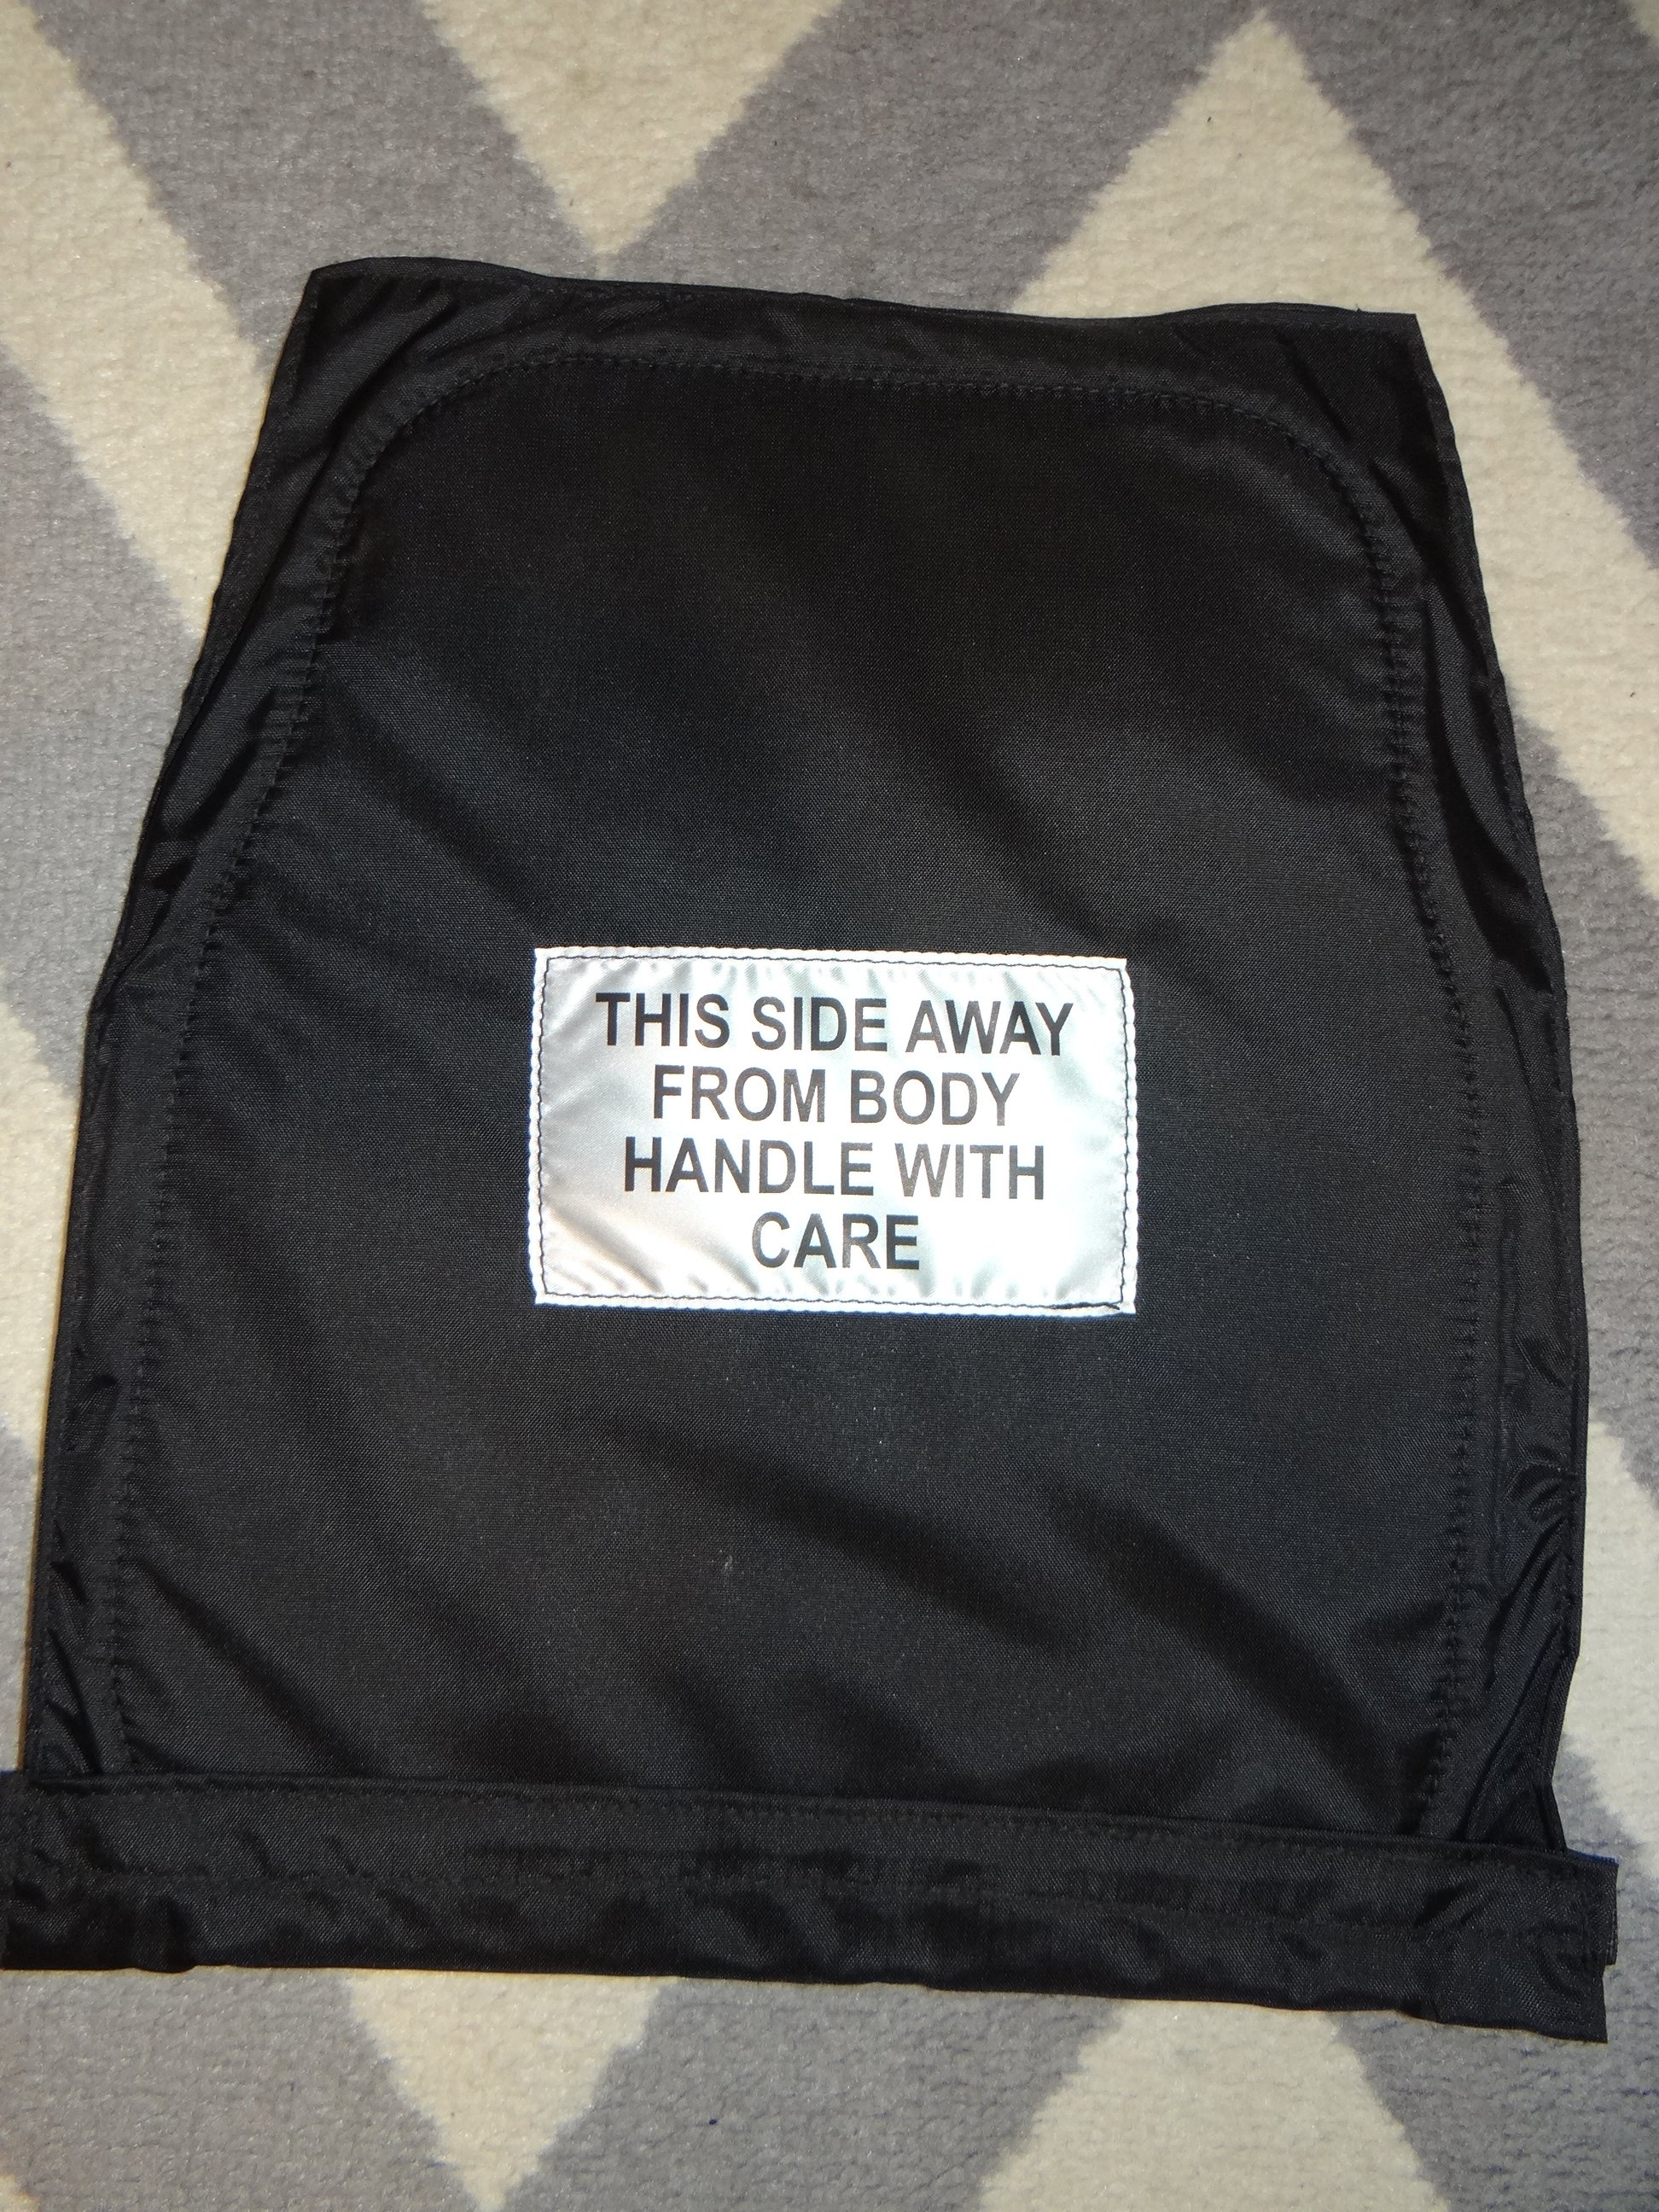 THIS SIDE AWAY
FROM BODY
HANDLE WITH
CARE